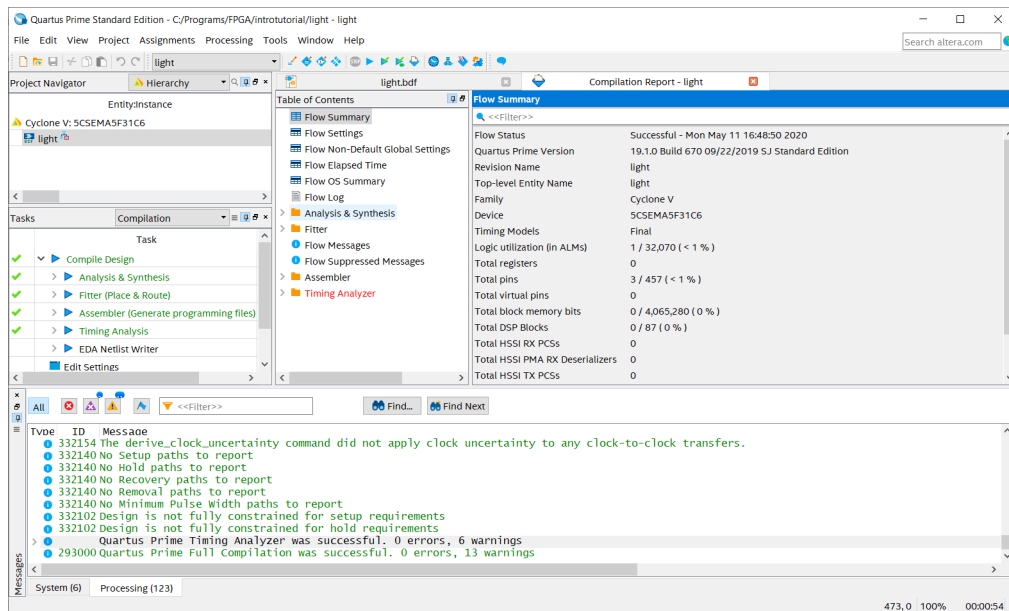 Quartus Prime Standard Edition - C:/Programs/FPGA/introtutorial/light - light
File Edit View Project Assignments Processing Tools Window Help
Search altera.com
light
Project Navigator
Hierarchy
Entity:Instance
Cyclone V: 5CSEMA5F31C6
light
Tasks
Compilation
Task
Compile Design
Analysis & Synthesis
Fitter (Place & Route)
Assembler (Generate programming files)
Timing Analysis
EDA Netlist Writer
Edit Settings
light.bdf
Compilation Report - light
Table of Contents
Flow Summary
Flow Settings
Flow Non-Default Global Settings
Flow Elapsed Time
Flow OS Summary
Flow Log
Analysis & Synthesis
Fitter
Flow Messages
Flow Suppressed Messages
Assembler
Timing Analyzer
Flow Summary
<<Filter>>
Flow Status Successful - Mon May 11 16:48:50 2020
Quartus Prime Version 19.1.0 Build 670 09/22/2019 SJ Standard Edition
Revision Name light
Top-level Entity Name light
Family Cyclone V
Device 5CSEMA5F31C6
Timing Models Final
Logic utilization (in ALMs) 1 / 32,070 ( < 1 % )
Total registers 0
Total pins 3 / 457 ( < 1 % )
Total virtual pins 0
Total block memory bits 0 / 4,065,280 ( 0 % )
Total DSP Blocks 0 / 87 ( 0 % )
Total HSSI RX PCSs 0
Total HSSI PMA RX Deserializers 0
Total HSSI TX PCSs 0
All <<Filter>> Find... Find Next
Type ID Message
332154 The derive_clock_uncertainty command did not apply clock uncertainty to any clock-to-clock transfers.
332140 No Setup paths to report
332140 No Hold paths to report
332140 No Recovery paths to report
332140 No Removal paths to report
332140 No Minimum Pulse Width paths to report
332102 Design is not fully constrained for setup requirements
332102 Design is not fully constrained for hold requirements
Quartus Prime Timing Analyzer was successful. 0 errors, 6 warnings
293000 Quartus Prime Full Compilation was successful. 0 errors, 13 warnings
Messages
System (6) Processing (123)
473, 0 100% 00:00:54